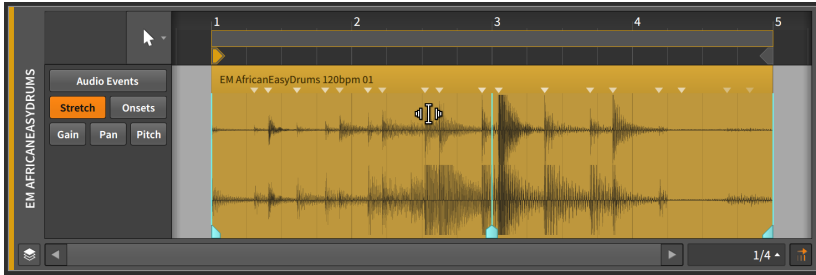 1 2 3 4 5
EM AFRICANEASYDRUMS
Audio Events
EM AfricanEasyDrums 120bpm 01
Stretch Onsets
Gain Pan Pitch
1/4